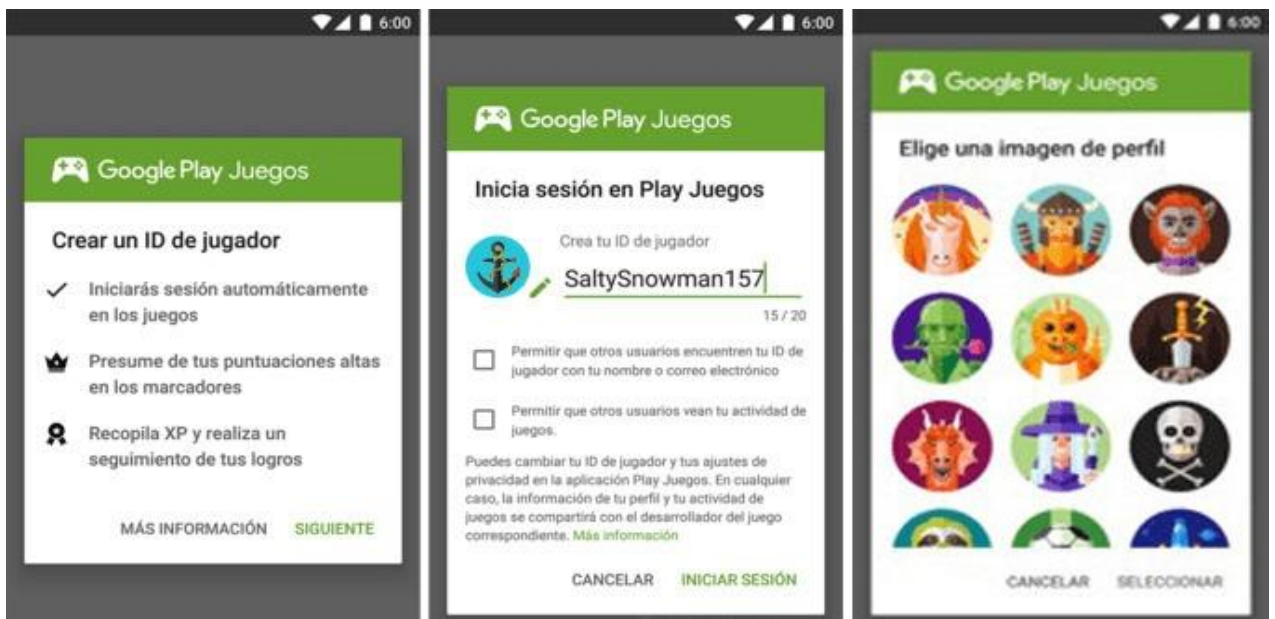 6:00
Google Play Juegos
Crear un ID de jugador
Iniciarás sesión automáticamente
en los juegos
Presume de tus puntuaciones altas
en los marcadores
Recopila XP y realiza un
seguimiento de tus logros
MÁS INFORMACIÓN SIGUIENTE
6:00
Google Play Juegos
Inicia sesión en Play Juegos
Crea tu ID de jugador
SaltySnowman157
15 / 20
Permitir que otros usuarios encuentren tu ID de
jugador con tu nombre o correo electrónico
Permitir que otros usuarios vean tu actividad de
juegos.
Puedes cambiar tu ID de jugador y tus ajustes de
privacidad en la aplicación Play Juegos. En cualquier
caso, la información de tu perfil y tu actividad de
juegos se compartirá con el desarrollador del juego
correspondiente. Más información
CANCELAR INICIAR SESIÓN
6:00
Google Play Juegos
Elige una imagen de perfil
CANCELAR SELECCIONAR